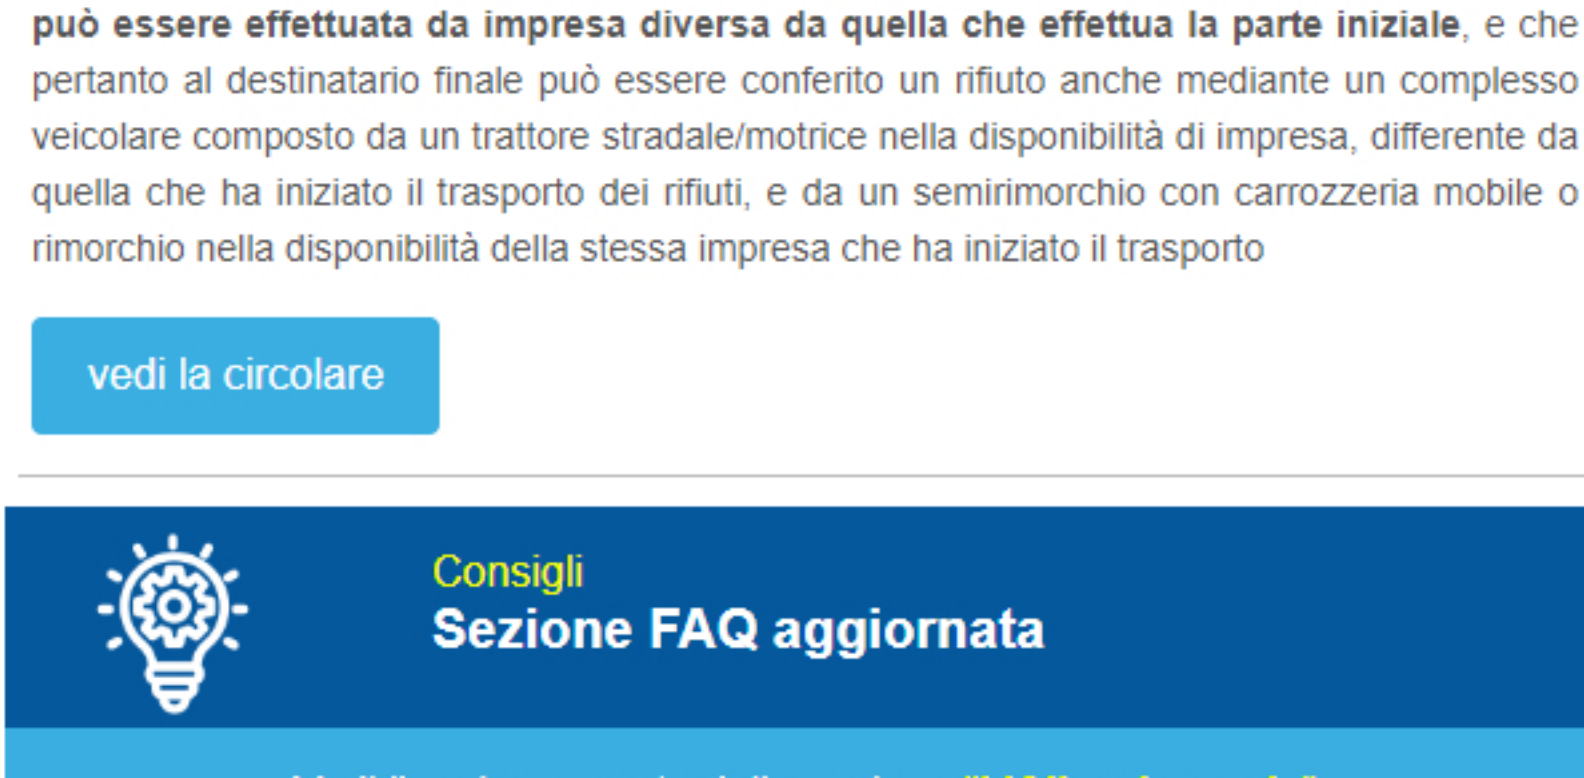 può essere effettuata da impresa diversa da quella che effettua la parte iniziale, e che
pertanto al destinatario finale può essere conferito un rifiuto anche mediante un complesso
veicolare composto da un trattore stradale/motrice nella disponibilità di impresa, differente da
quella che ha iniziato il trasporto dei rifiuti, e da un semirimorchio con carrozzeria mobile o
rimorchio nella disponibilità della stessa impresa che ha iniziato il trasporto
vedi la circolare
Consigli
Sezione FAQ aggiornata